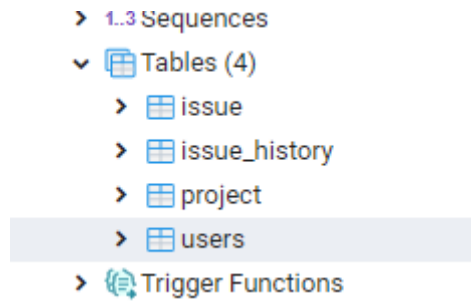 1..3 Sequences
Tables (4)
issue
issue_history
project
users
Trigger Functions